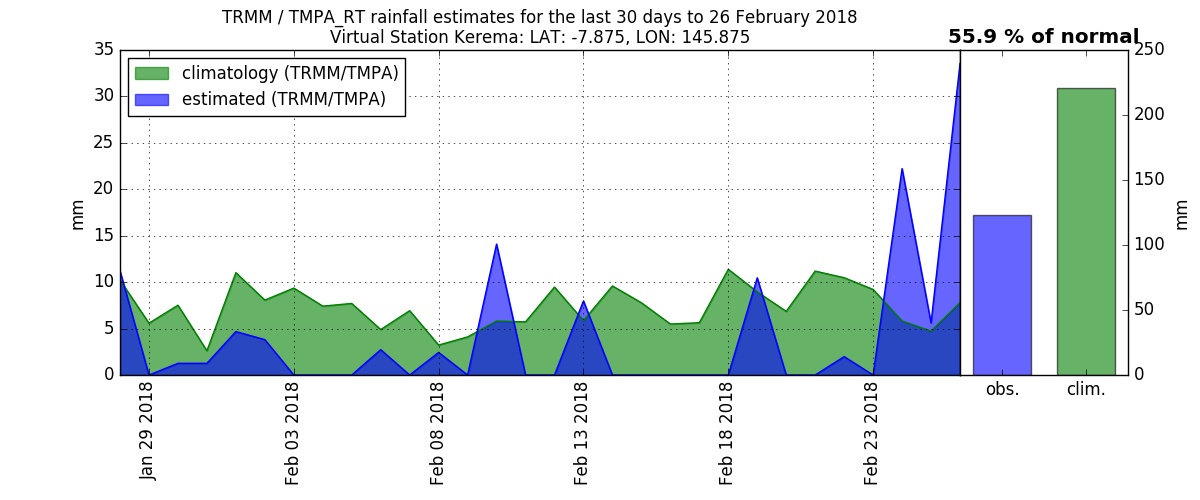 TRMM / TMPA_RT rainfall estimates for the last 30 days to 26 February 2018
Virtual Station Kerema: LAT: -7.875, LON: 145.875
55.9 % of normal
climatology (TRMM/TMPA)
estimated (TRMM/TMPA)
35
30
25
20
15
10
5
0
mm
Jan 29 2018
Feb 03 2018
Feb 08 2018
Feb 13 2018
Feb 18 2018
Feb 23 2018
obs.
clim.
250
200
150
100
50
0
mm